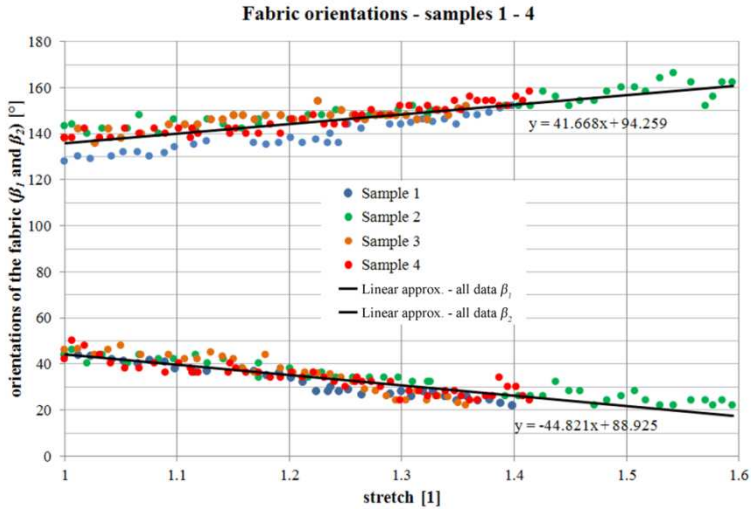 Fabric orientations - samples 1 - 4
orientations of the fabric (β1 and β2) [°]
180
160
140
120
100
80
60
40
20
0
y = 41.668x + 94.259
Sample 1
Sample 2
Sample 3
Sample 4
Linear approx. - all data β1
Linear approx. - all data β2
y = -44.821x + 88.925
1 1.1 1.2 1.3 1.4 1.5 1.6
stretch [1]